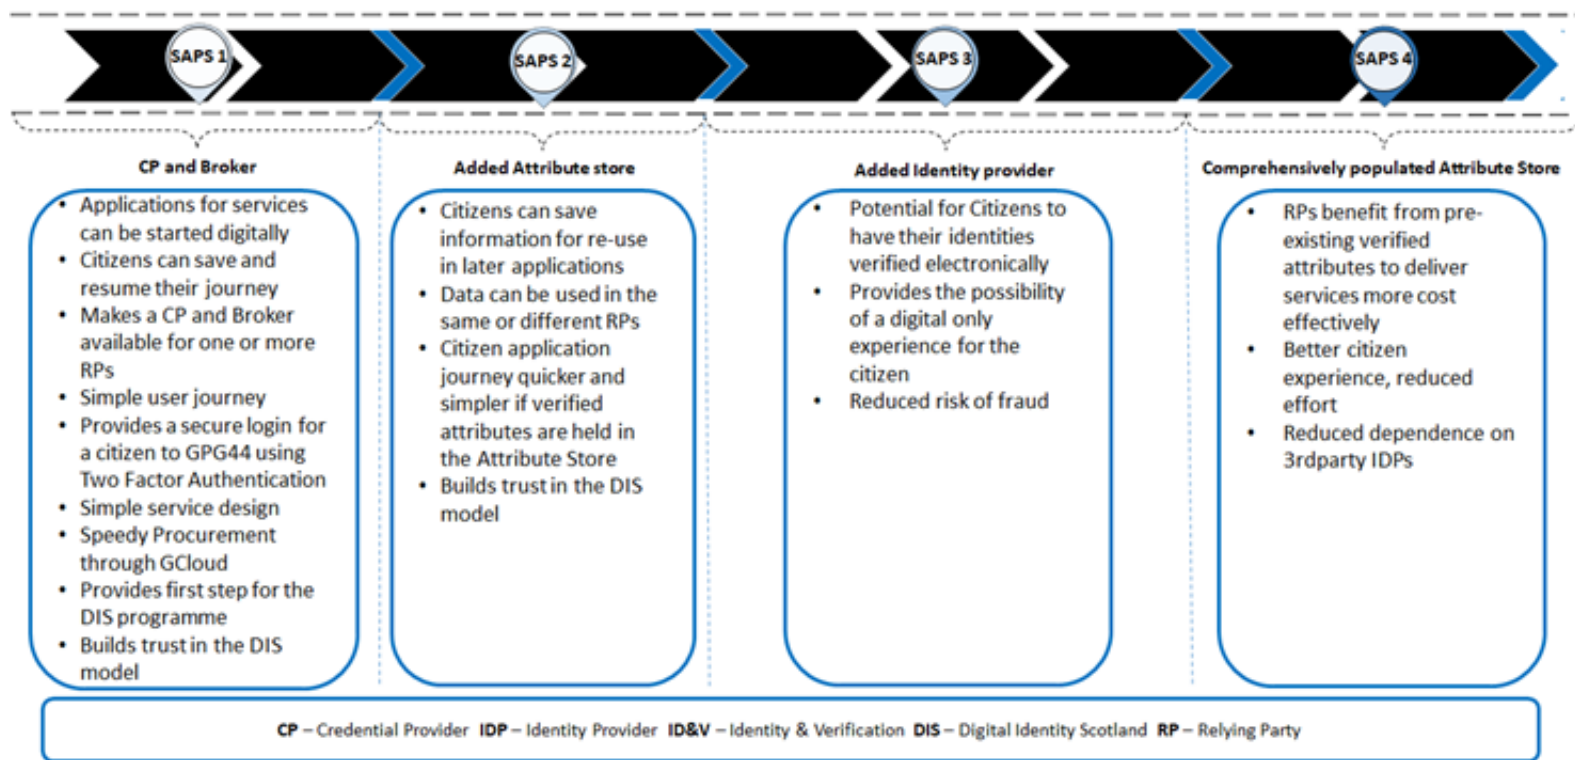 SAPS 1
SAPS 2
SAPS 3
SAPS 4
CP and Broker
• Applications for services
can be started digitally
• Citizens can save and
resume their journey
• Makes a CP and Broker
available for one or more
RPs
• Simple user journey
• Provides a secure login for
a citizen to GPG44 using
Two Factor Authentication
• Simple service design
• Speedy Procurement
through GCloud
• Provides first step for the
DIS programme
• Builds trust in the DIS
model
Added Attribute store
• Citizens can save
information for re-use
in later applications
• Data can be used in the
same or different RPs
• Citizen application
journey quicker and
simpler if verified
attributes are held in
the Attribute Store
• Builds trust in the DIS
model
Added Identity provider
• Potential for Citizens to
have their identities
verified electronically
• Provides the possibility
of a digital only
experience for the
citizen
• Reduced risk of fraud
Comprehensively populated Attribute Store
• RPs benefit from pre-
existing verified
attributes to deliver
services more cost
effectively
• Better citizen
experience, reduced
effort
• Reduced dependence on
3rdparty IDPs
CP – Credential Provider IDP – Identity Provider ID&V – Identity & Verification DIS – Digital Identity Scotland RP – Relying Party